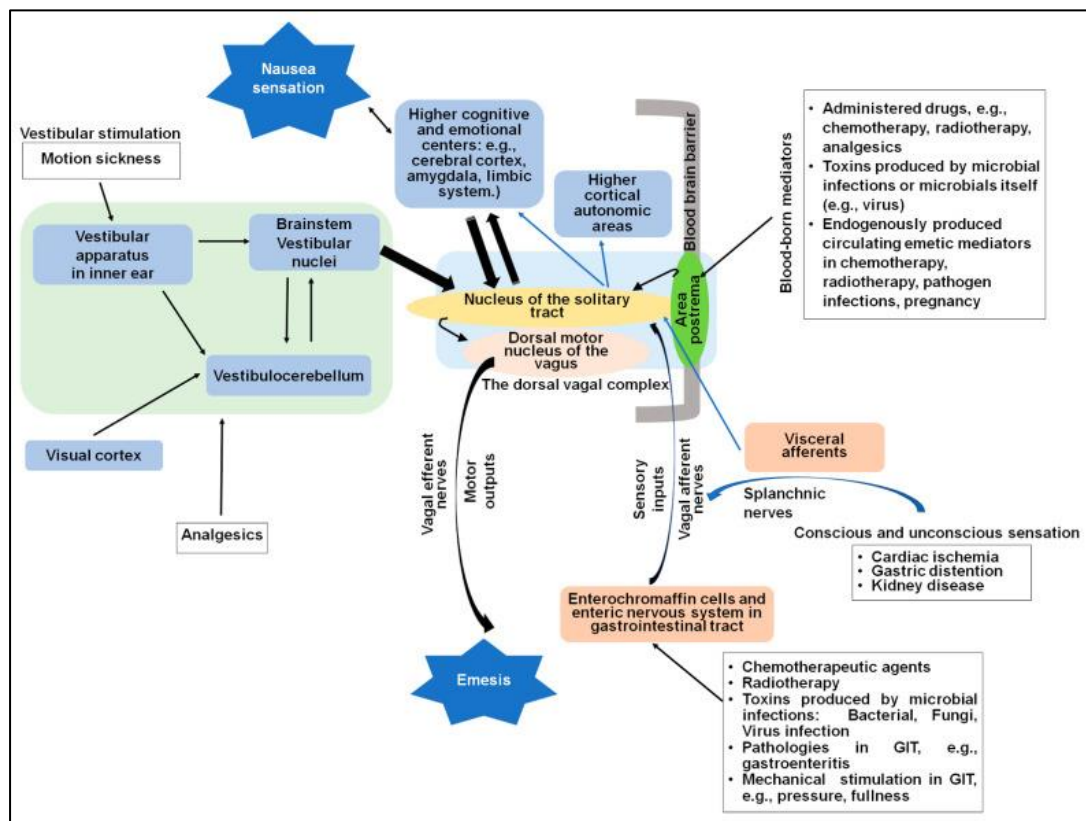 Nausea
sensation
Vestibular stimulation
Motion sickness
Vestibular
apparatus
in inner ear
Brainstem
Vestibular
nuclei
Vestibulocerebellum
Visual cortex
Analgesics
Higher cognitive
and emotional
centers: e.g.,
cerebral cortex,
amygdala, limbic
system.)
Higher
cortical
autonomic
areas
Blood brain barrier
Nucleus of the solitary
tract
Dorsal motor
nucleus of the
vagus
The dorsal vagal complex
Area
postrema
Blood-born mediators
• Administered drugs, e.g.,
chemotherapy, radiotherapy,
analgesics
• Toxins produced by microbial
infections or microbials itself
(e.g., virus)
• Endogenously produced
circulating emetic mediators
in chemotherapy,
radiotherapy, pathogen
infections, pregnancy
Vagal efferent
nerves
Motor
outputs
Sensory
inputs
Vagal afferent
nerves
Visceral
afferents
Splanchnic
nerves
Conscious and unconscious sensation
• Cardiac ischemia
• Gastric distention
• Kidney disease
Enterochromaffin cells and
enteric nervous system in
gastrointestinal tract
Emesis
• Chemotherapeutic agents
• Radiotherapy
• Toxins produced by microbial
infections: Bacterial, Fungi,
Virus infection
• Pathologies in GIT, e.g.,
gastroenteritis
• Mechanical stimulation in GIT,
e.g., pressure, fullness